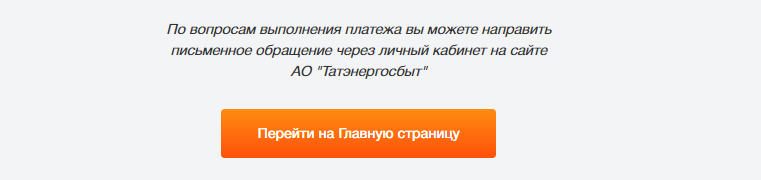 По вопросам выполнения платежа вы можете направить
письменное обращение через личный кабинет на сайте
АО "Татэнергосбыт"
Перейти на Главную страницу